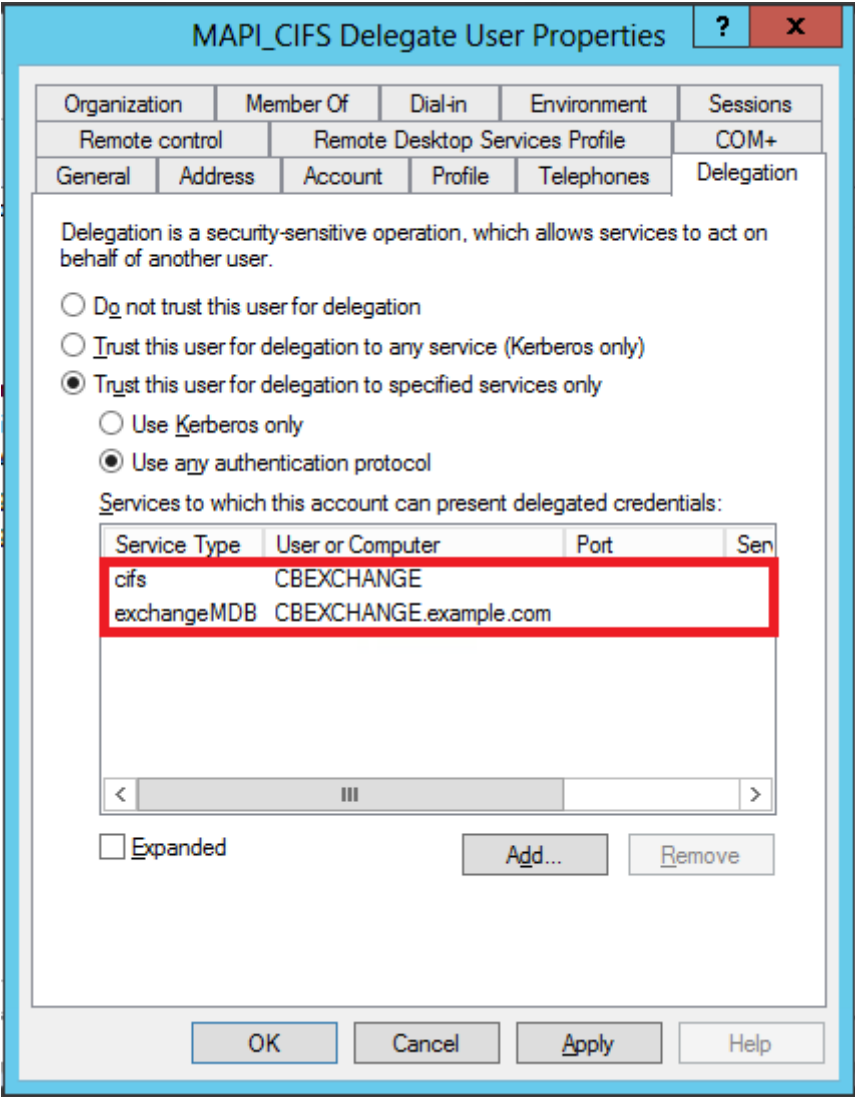 MAPI_CIFS Delegate User Properties ? x
Organization Member Of Dial-in Environment Sessions
Remote control Remote Desktop Services Profile COM+
General Address Account Profile Telephones Delegation
Delegation is a security-sensitive operation, which allows services to act on
behalf of another user.
Do not trust this user for delegation
Trust this user for delegation to any service (Kerberos only)
Trust this user for delegation to specified services only
Use Kerberos only
Use any authentication protocol
Services to which this account can present delegated credentials:
Service Type User or Computer Port Serv
cifs CBEXCHANGE
exchangeMDB CBEXCHANGE.example.com
Expanded
Add... Remove
OK Cancel Apply Help